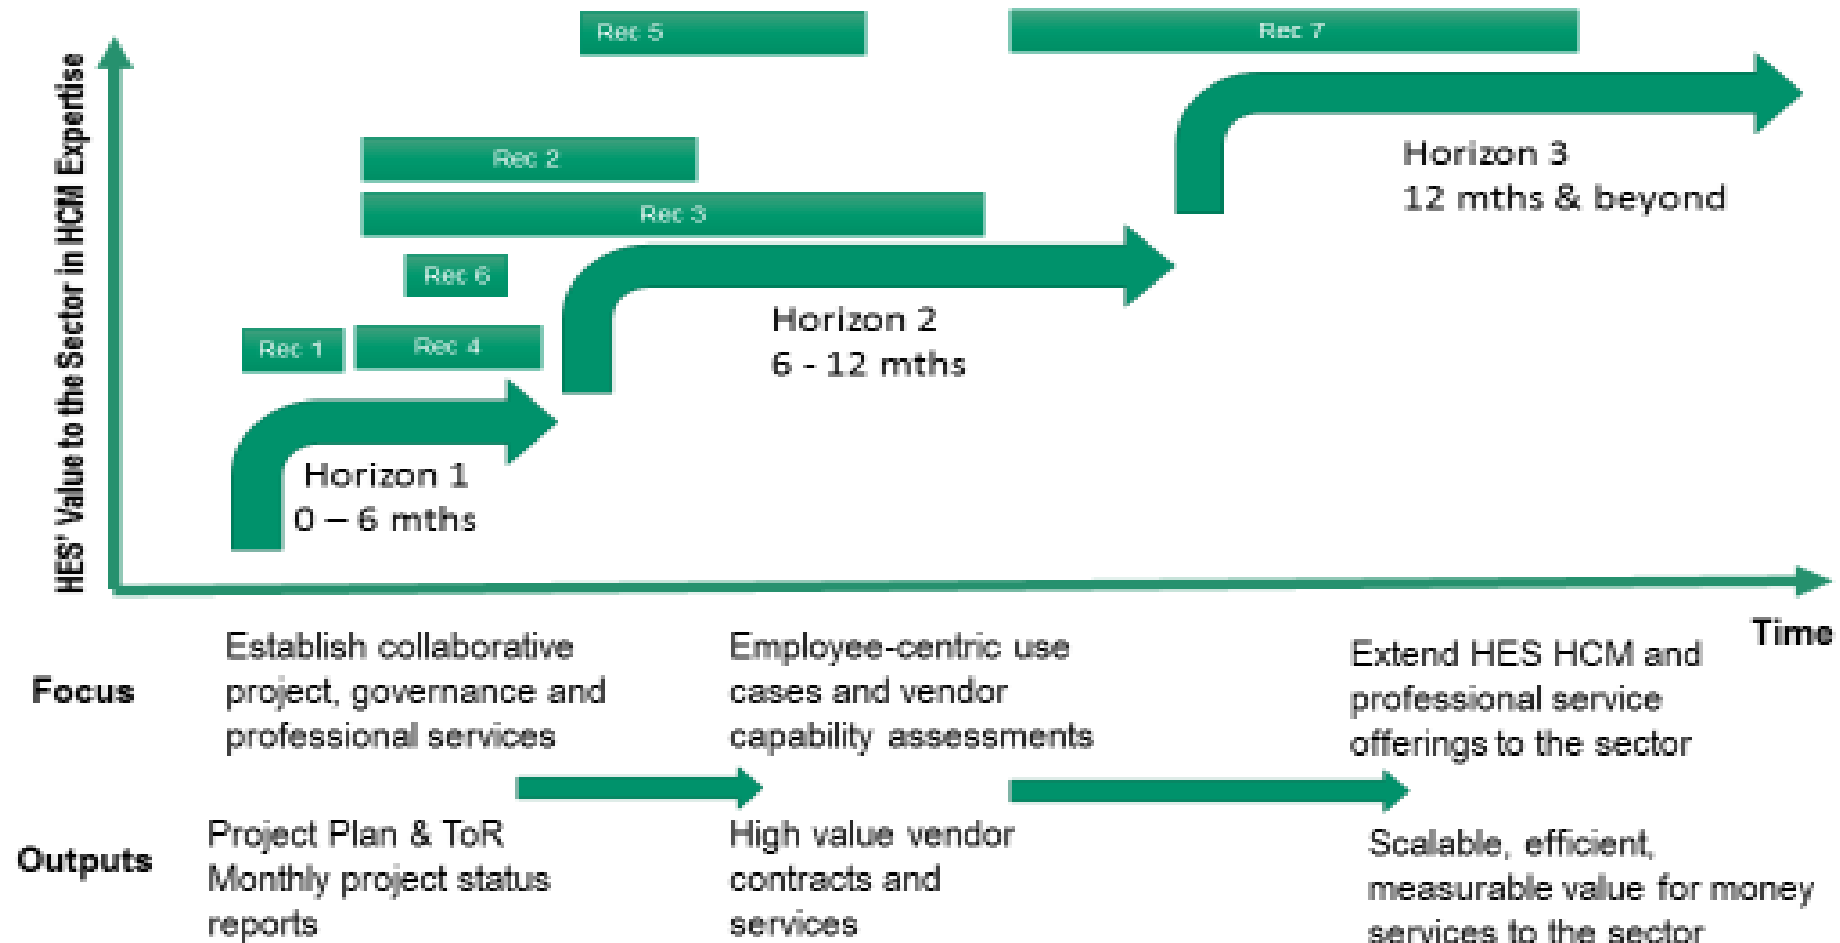 Rec 5
Rec 7
HES' Value to the Sector in HCM Expertise
Rec 2
Rec 3
Rec 6
Rec 1
Rec 4
Horizon 3
12 mths & beyond
Horizon 2
6 - 12 mths
Horizon 1
0 – 6 mths
Time
Focus
Establish collaborative
project, governance and
professional services
Employee-centric use
cases and vendor
capability assessments
Extend HES HCM and
professional service
offerings to the sector
Outputs
Project Plan & ToR
Monthly project status
reports
High value vendor
contracts and
services
Scalable, efficient,
measurable value for money
services to the sector